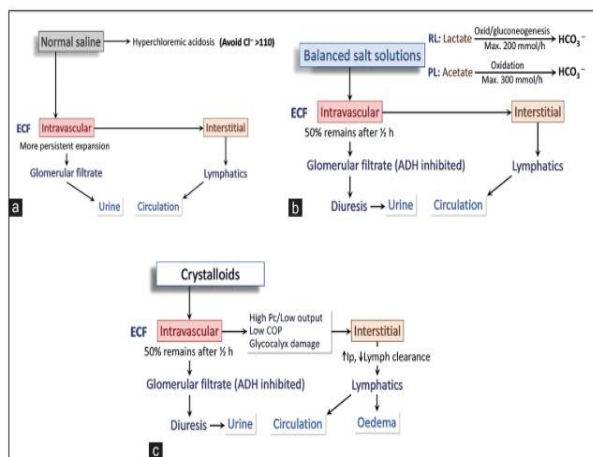 Normal saline
Hyperchloremic acidosis (Avoid Cl⁻ >110)
ECF Intravascular Interstitial
More persistent expansion
Glomerular filtrate Lymphatics
Urine Circulation
a
Balanced salt solutions
RL: Lactate Oxid/gluconeogenesis HCO₃⁻
Max. 200 mmol/h
PL: Acetate Oxidation HCO₃⁻
Max. 300 mmol/h
ECF Intravascular Interstitial
50% remains after ½ h
Glomerular filtrate (ADH inhibited) Lymphatics
Diuresis Urine Circulation
b
Crystalloids
High Pc/Low output
ECF Intravascular Low COP Interstitial
Glycocalyx damage
50% remains after ½ h ↑Ip, ↓Lymph clearance
Glomerular filtrate (ADH inhibited) Lymphatics
Diuresis Urine Circulation Oedema
c